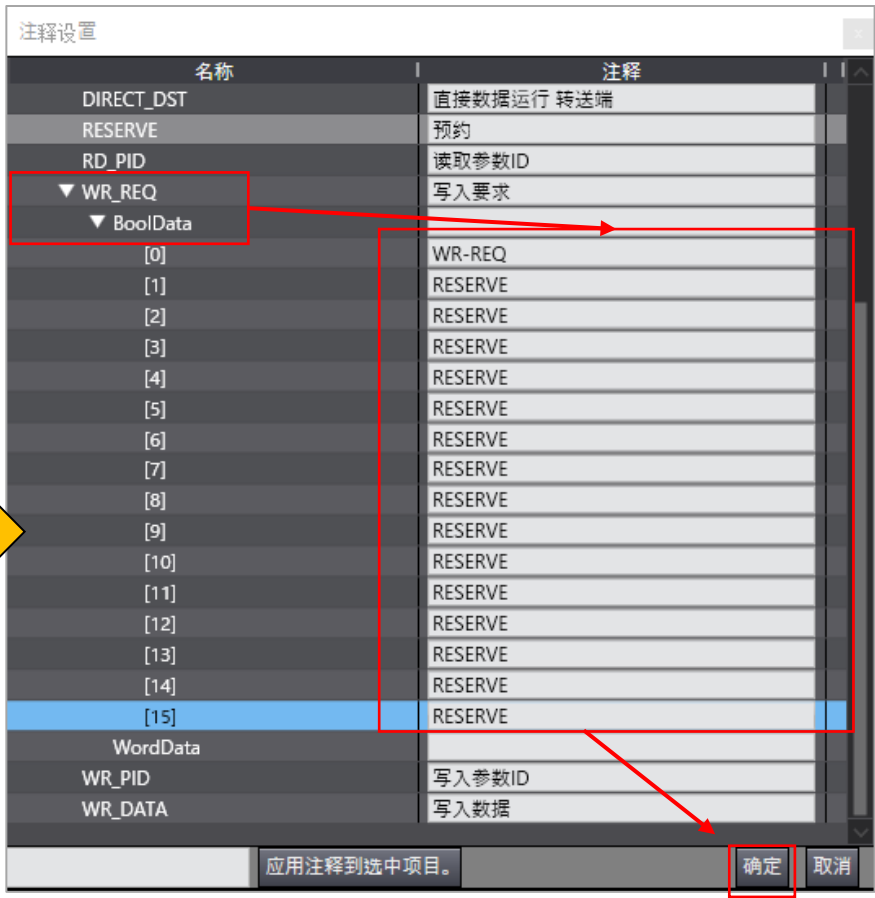 注释设置
名称 注释
DIRECT_DST 直接数据运行 转送端
RESERVE 预约
RD_PID 读取参数ID
▼ WR_REQ 写入要求
▼ BoolData
[0] WR-REQ
[1] RESERVE
[2] RESERVE
[3] RESERVE
[4] RESERVE
[5] RESERVE
[6] RESERVE
[7] RESERVE
[8] RESERVE
[9] RESERVE
[10] RESERVE
[11] RESERVE
[12] RESERVE
[13] RESERVE
[14] RESERVE
[15] RESERVE
WordData
WR_PID 写入参数ID
WR_DATA 写入数据
应用注释到选中项目。 确定 取消